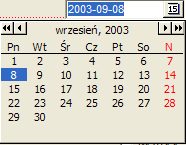 2003-09-08 15
wrzesień, 2003
Pn Wt Śr Cz Pt So N
1 2 3 4 5 6 7
8 9 10 11 12 13 14
15 16 17 18 19 20 21
22 23 24 25 26 27 28
29 30